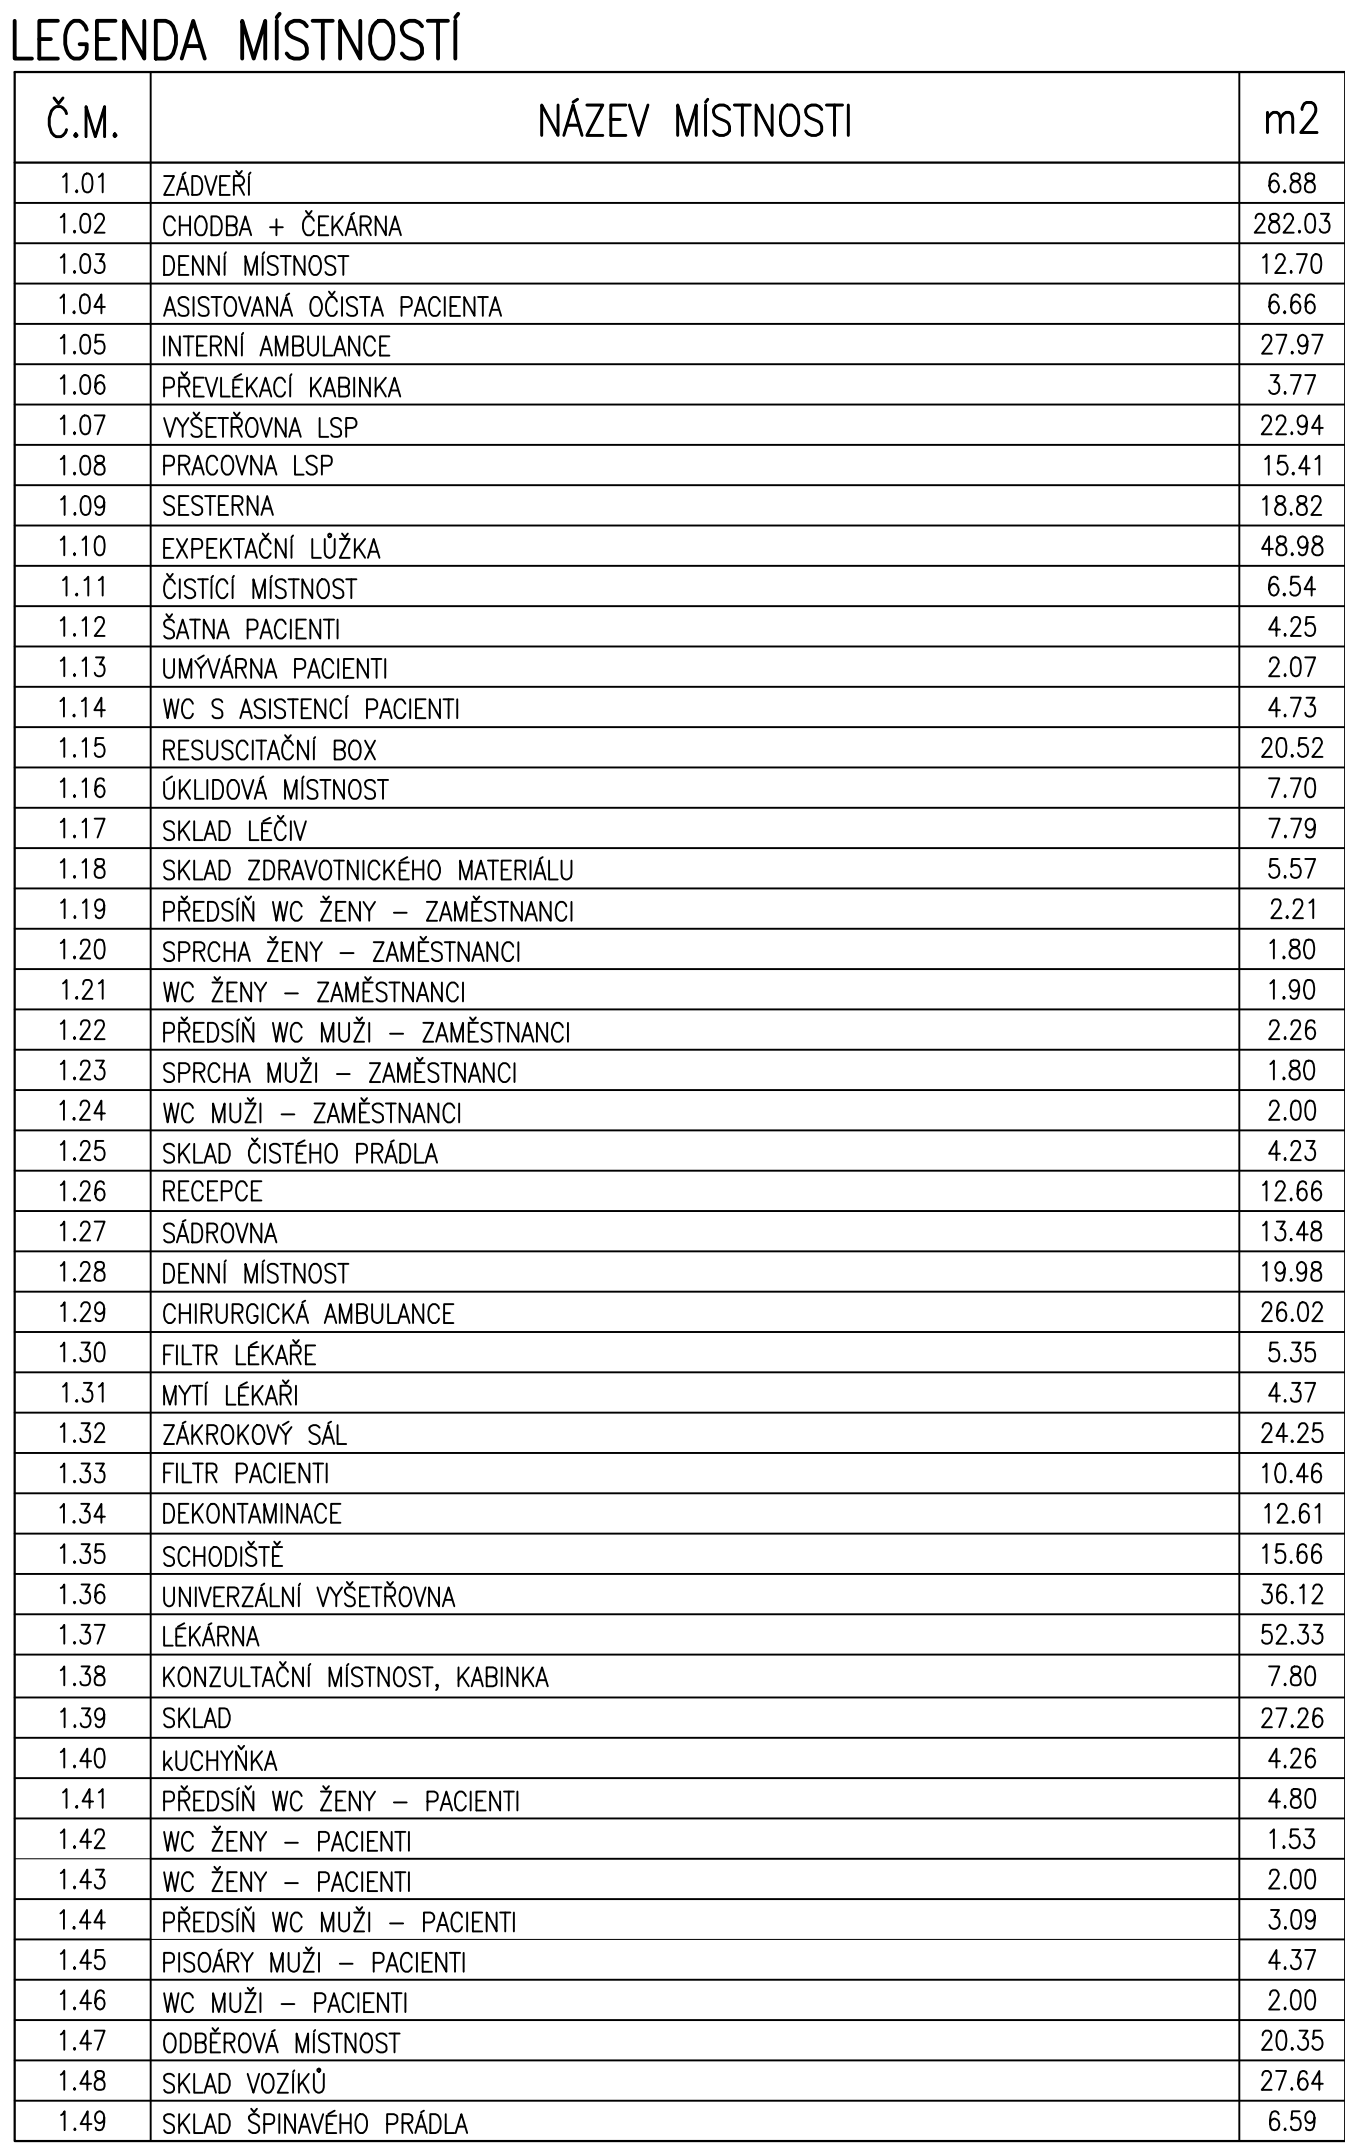 LEGENDA MÍSTNOSTÍ
Č.M. NÁZEV MÍSTNOSTI m2
1.01 ZÁDVEŘÍ 6.88
1.02 CHODBA + ČEKÁRNA 282.03
1.03 DENNÍ MÍSTNOST 12.70
1.04 ASISTOVANÁ OČISTA PACIENTA 6.66
1.05 INTERNÍ AMBULANCE 27.97
1.06 PŘEVLÉKACÍ KABINKA 3.77
1.07 VYŠETŘOVNA LSP 22.94
1.08 PRACOVNA LSP 15.41
1.09 SESTERNA 18.82
1.10 EXPEKTAČNÍ LŮŽKA 48.98
1.11 ČISTÍCÍ MÍSTNOST 6.54
1.12 ŠATNA PACIENTI 4.25
1.13 UMÝVÁRNA PACIENTI 2.07
1.14 WC S ASISTENCÍ PACIENTI 4.73
1.15 RESUSCITAČNÍ BOX 20.52
1.16 ÚKLIDOVÁ MÍSTNOST 7.70
1.17 SKLAD LÉČIV 7.79
1.18 SKLAD ZDRAVOTNICKÉHO MATERIÁLU 5.57
1.19 PŘEDSÍŇ WC ŽENY – ZAMĚSTNANCI 2.21
1.20 SPRCHA ŽENY – ZAMĚSTNANCI 1.80
1.21 WC ŽENY – ZAMĚSTNANCI 1.90
1.22 PŘEDSÍŇ WC MUŽI – ZAMĚSTNANCI 2.26
1.23 SPRCHA MUŽI – ZAMĚSTNANCI 1.80
1.24 WC MUŽI – ZAMĚSTNANCI 2.00
1.25 SKLAD ČISTÉHO PRÁDLA 4.23
1.26 RECEPCE 12.66
1.27 SÁDROVNA 13.48
1.28 DENNÍ MÍSTNOST 19.98
1.29 CHIRURGICKÁ AMBULANCE 26.02
1.30 FILTR LÉKAŘE 5.35
1.31 MYTÍ LÉKAŘI 4.37
1.32 ZÁKROKOVÝ SÁL 24.25
1.33 FILTR PACIENTI 10.46
1.34 DEKONTAMINACE 12.61
1.35 SCHODIŠTĚ 15.66
1.36 UNIVERZÁLNÍ VYŠETŘOVNA 36.12
1.37 LÉKÁRNA 52.33
1.38 KONZULTAČNÍ MÍSTNOST, KABINKA 7.80
1.39 SKLAD 27.26
1.40 kUCHYŇKA 4.26
1.41 PŘEDSÍŇ WC ŽENY – PACIENTI 4.80
1.42 WC ŽENY – PACIENTI 1.53
1.43 WC ŽENY – PACIENTI 2.00
1.44 PŘEDSÍŇ WC MUŽI – PACIENTI 3.09
1.45 PISOÁRY MUŽI – PACIENTI 4.37
1.46 WC MUŽI – PACIENTI 2.00
1.47 ODBĚROVÁ MÍSTNOST 20.35
1.48 SKLAD VOZÍKŮ 27.64
1.49 SKLAD ŠPINAVÉHO PRÁDLA 6.59